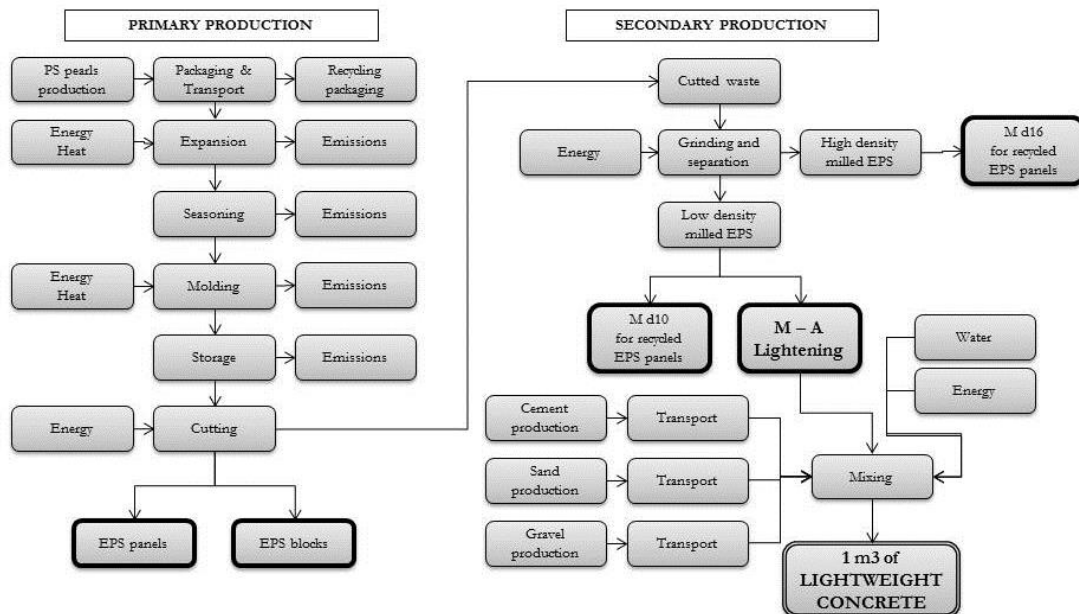 PRIMARY PRODUCTION
PS pearls
production
Packaging &
Transport
Recycling
packaging
Energy
Heat
Expansion
Emissions
Seasoning
Emissions
Energy
Heat
Molding
Emissions
Storage
Emissions
Energy
Cutting
EPS panels
EPS blocks
SECONDARY PRODUCTION
Cutted waste
Energy
Grinding and
separation
High density
milled EPS
M d16
for recycled
EPS panels
Low density
milled EPS
M d10
for recycled
EPS panels
M – A
Lightening
Water
Energy
Cement
production
Transport
Sand
production
Transport
Mixing
Gravel
production
Transport
1 m3 of
LIGHTWEIGHT
CONCRETE